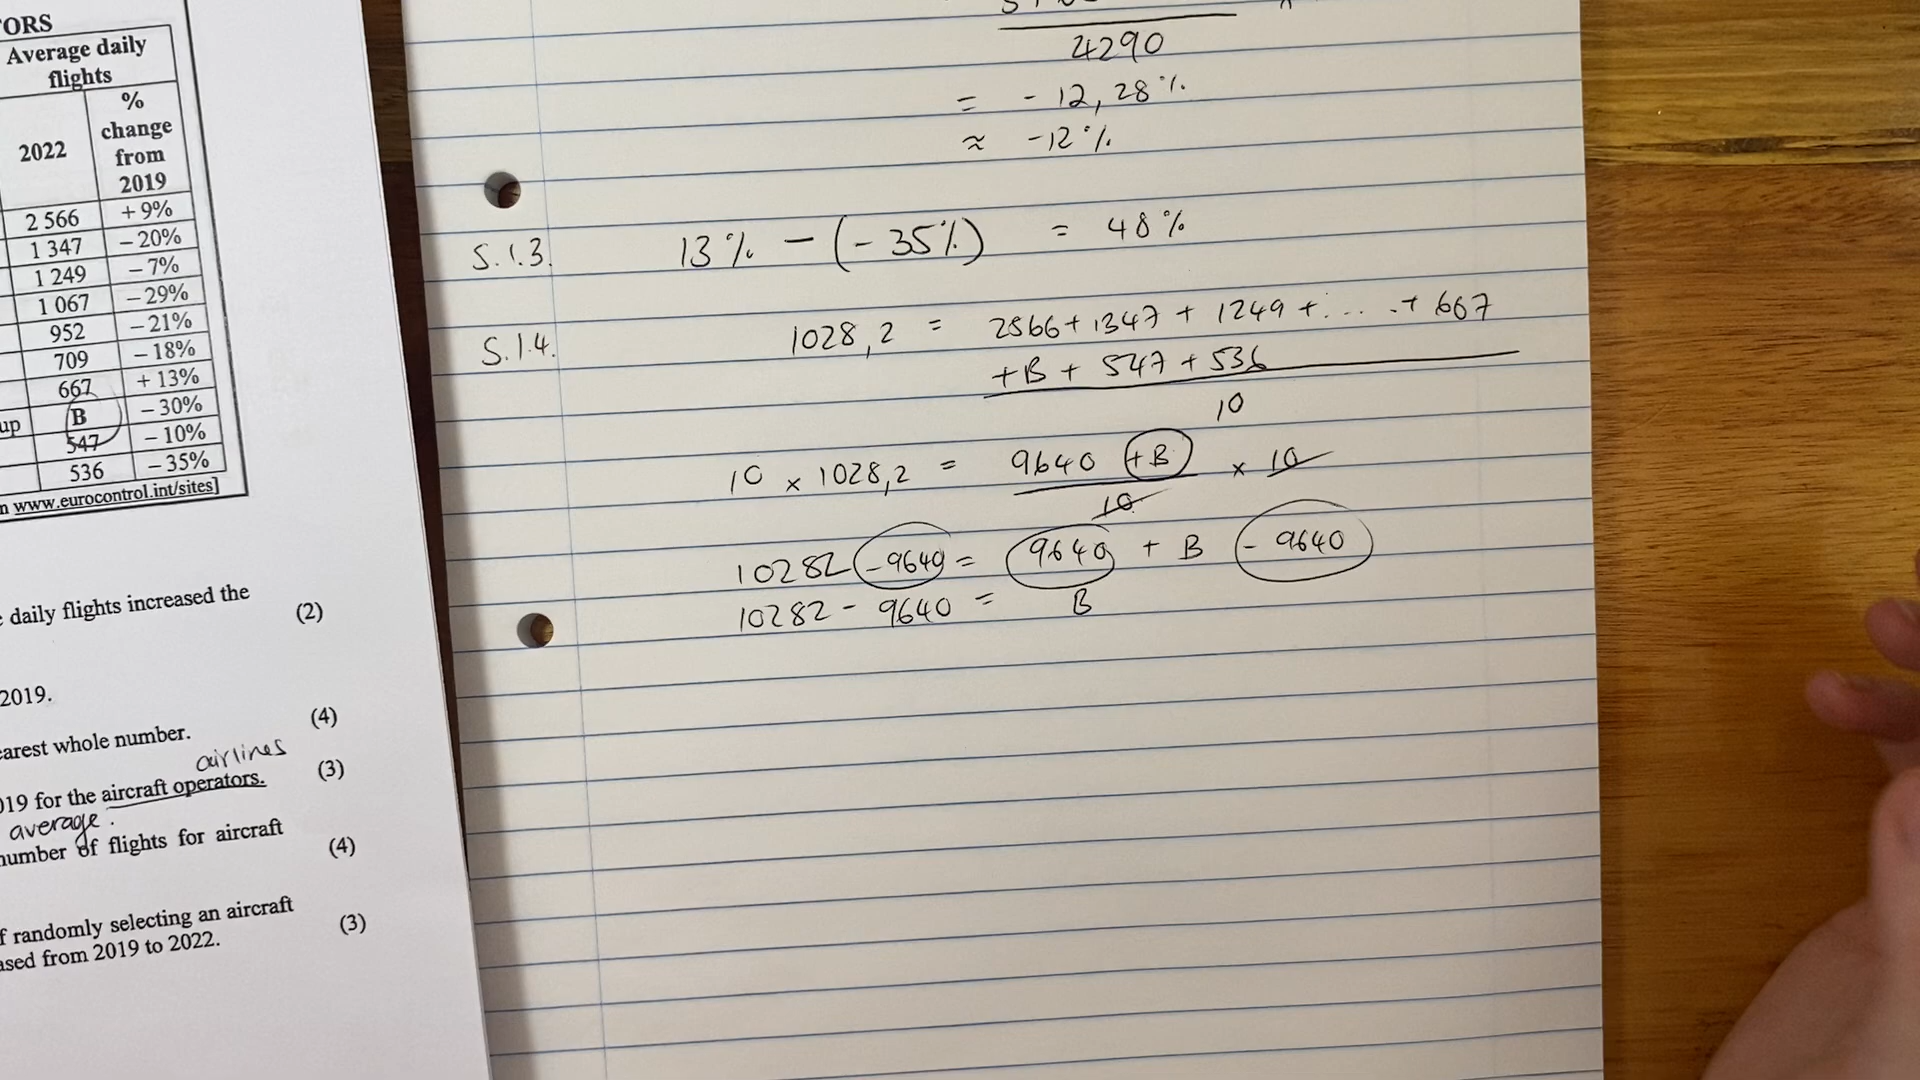 ORS
Average daily
flights
2022
%
change
from
2019
2 566 + 9%
1 347 – 20%
1 249 – 7%
1 067 – 29%
952 – 21%
709 – 18%
667 + 13%
up B – 30%
547 – 10%
536 – 35%
www.eurocontrol.int/sites]
daily flights increased the
(2)
2019.
(4)
earest whole number.
airlines
(3)
019 for the aircraft operators.
average.
number of flights for aircraft
(4)
f randomly selecting an aircraft
(3)
ased from 2019 to 2022.
4290
= - 12,28%
≈ -12%
5.1.3. 13% - (-35%) = 48%
5.1.4. 1028,2 = 2566 + 1347 + 1249 + .... + 667
+ B + 547 + 536
10
10 x 1028,2 = 9640 + B x 10
10
10282 - 9640 = 9640 + B - 9640
10282 - 9640 = B